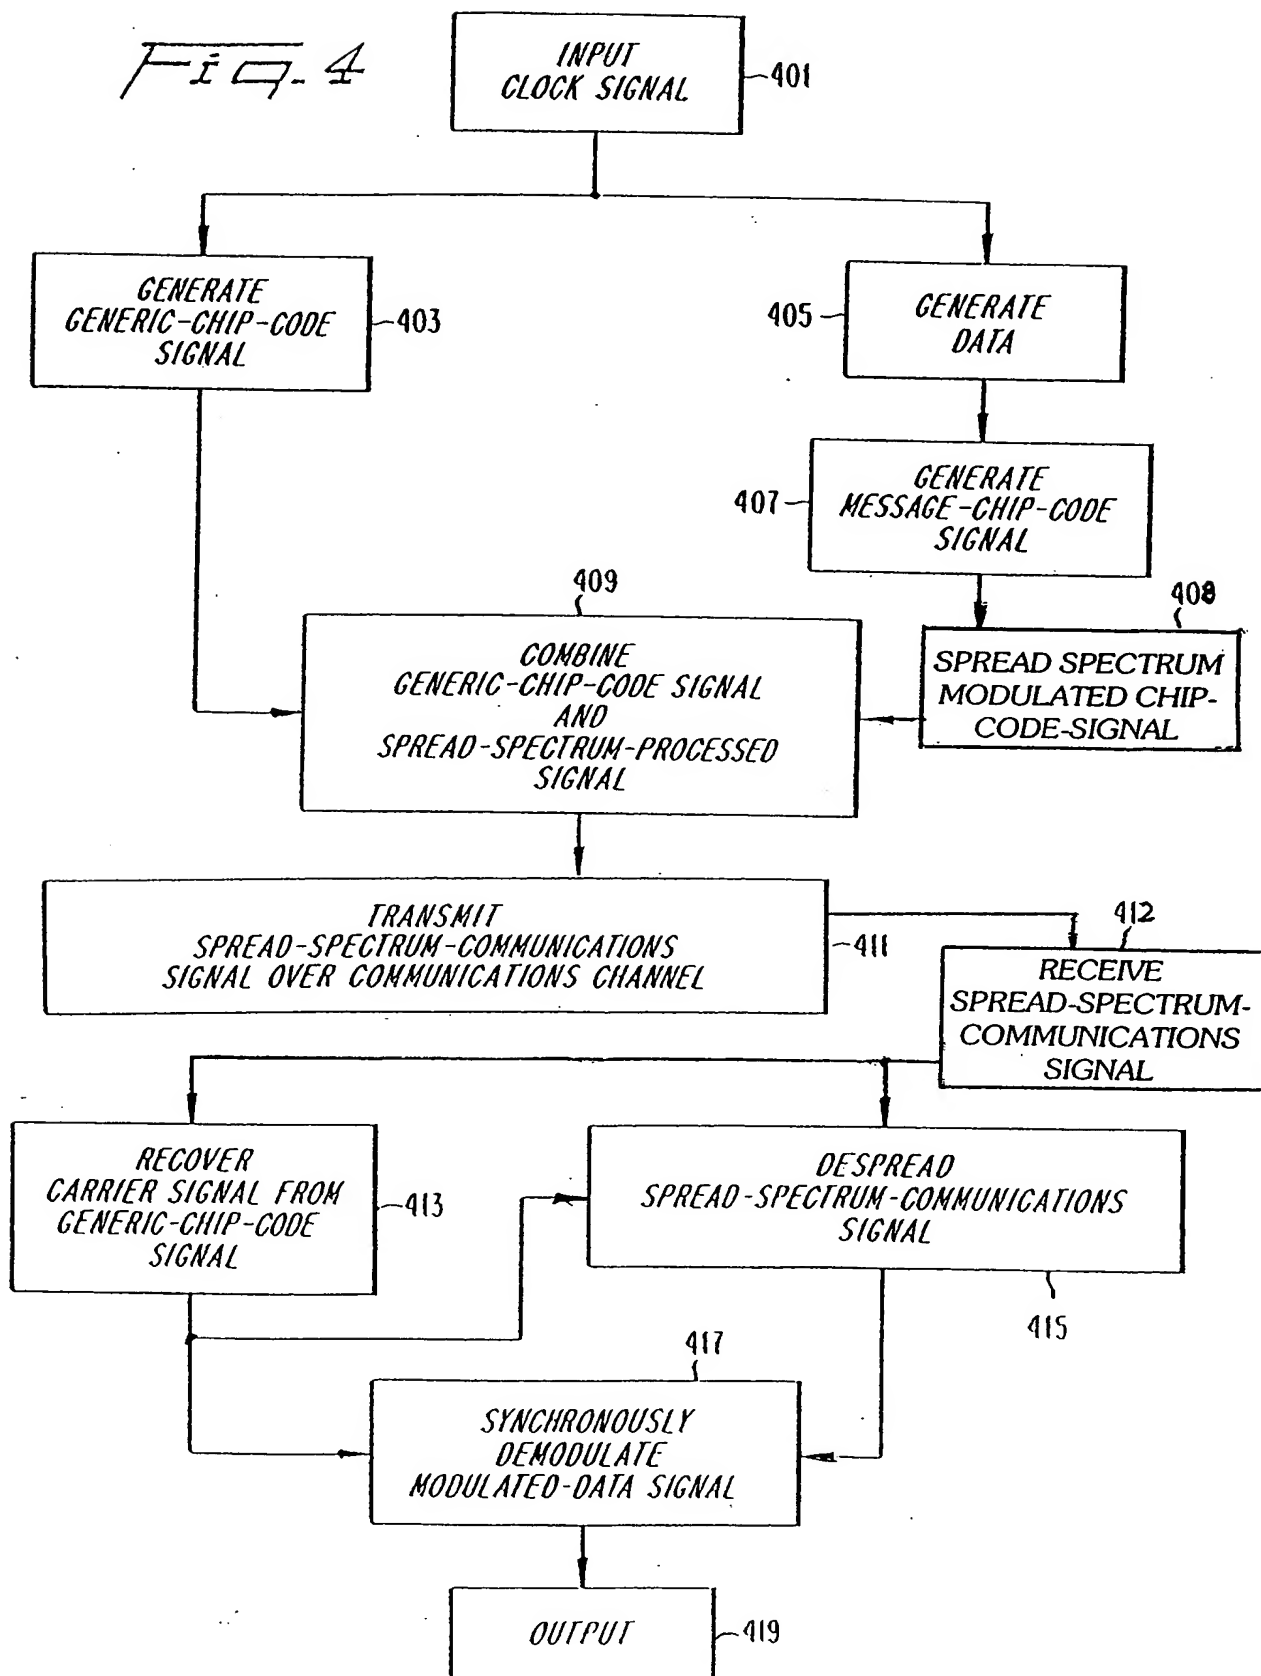 Fig. 4
INPUT
CLOCK SIGNAL
401
GENERATE
GENERIC-CHIP-CODE
SIGNAL
403
405
GENERATE
DATA
407
GENERATE
MESSAGE-CHIP-CODE
SIGNAL
409
408
COMBINE
GENERIC-CHIP-CODE SIGNAL
AND
SPREAD-SPECTRUM-PROCESSED
SIGNAL
SPREAD SPECTRUM
MODULATED CHIP-
CODE-SIGNAL
TRANSMIT
SPREAD-SPECTRUM-COMMUNICATIONS
SIGNAL OVER COMMUNICATIONS CHANNEL
411
412
RECEIVE
SPREAD-SPECTRUM-
COMMUNICATIONS
SIGNAL
RECOVER
CARRIER SIGNAL FROM
GENERIC-CHIP-CODE
SIGNAL
413
DESPREAD
SPREAD-SPECTRUM-COMMUNICATIONS
SIGNAL
415
417
SYNCHRONOUSLY
DEMODULATE
MODULATED-DATA SIGNAL
OUTPUT
419